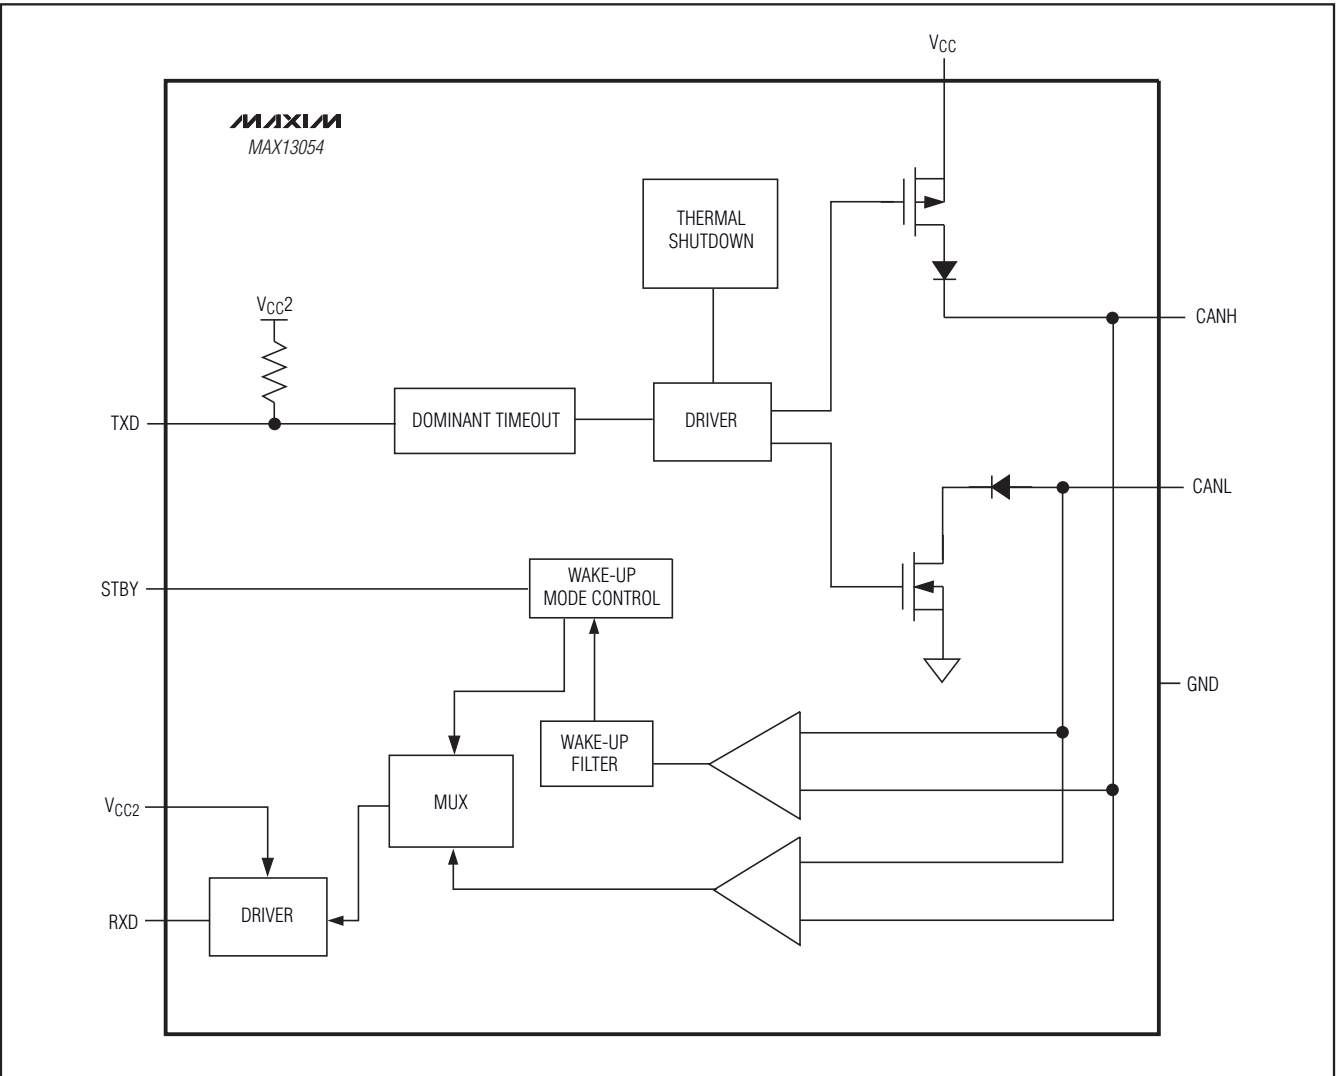 VCC
MAXIM
MAX13054
THERMAL
SHUTDOWN
VCC2
CANH
TXD
DOMINANT TIMEOUT
DRIVER
CANL
STBY
WAKE-UP
MODE CONTROL
GND
WAKE-UP
FILTER
MUX
VCC2
DRIVER
RXD